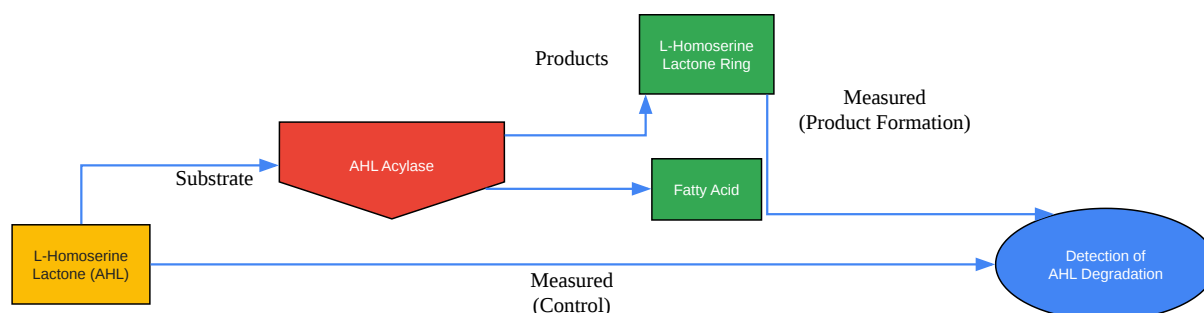 L-Homoserine
Lactone Ring
Products
Measured
(Product Formation)
AHL Acylase
Substrate
Fatty Acid
L-Homoserine
Lactone (AHL)
Measured
(Control)
Detection of
AHL Degradation